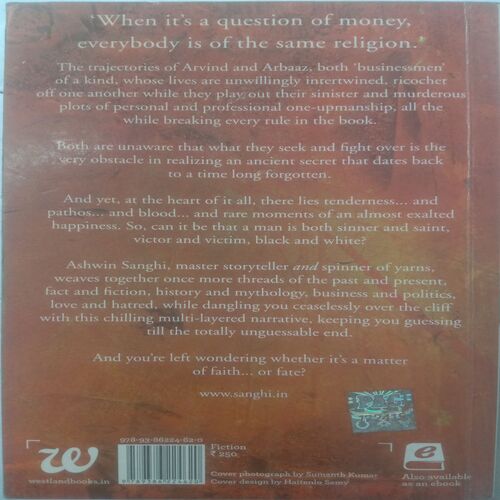 'When it's a question of money,
everybody is of the same religion.'
The trajectories of Arvind and Arbaaz, both 'businessmen'
of a kind, whose lives are unwillingly intertwined, ricochet
off one another while they play out their sinister and murderous
plots of personal and professional one-upmanship, all the
while breaking every rule in the book.
Both are unaware that what they seek and fight over is the
very obstacle in realizing an ancient secret that dates back
to a time long forgotten.
And yet, at the heart of it all, there lies tenderness... and
pathos... and blood... and rare moments of an almost exalted
happiness. So, can it be that a man is both sinner and saint,
victor and victim, black and white?
Ashwin Sanghi, master storyteller and spinner of yarns,
weaves together once more threads of the past and present,
fact and fiction, history and mythology, business and politics,
love and hatred, while dangling you ceaselessly over the cliff
with this chilling multi-layered narrative, keeping you guessing
till the totally unguessable end.
And you're left wondering whether it's a matter
of faith... or fate?
www.sanghi.in
978-93-86224-62-0
Fiction
₹ 250
w
westlandbooks.in
Cover photograph by Sumanth Kumar
Cover design by Haitenlo Semy
e
Also available
as an ebook